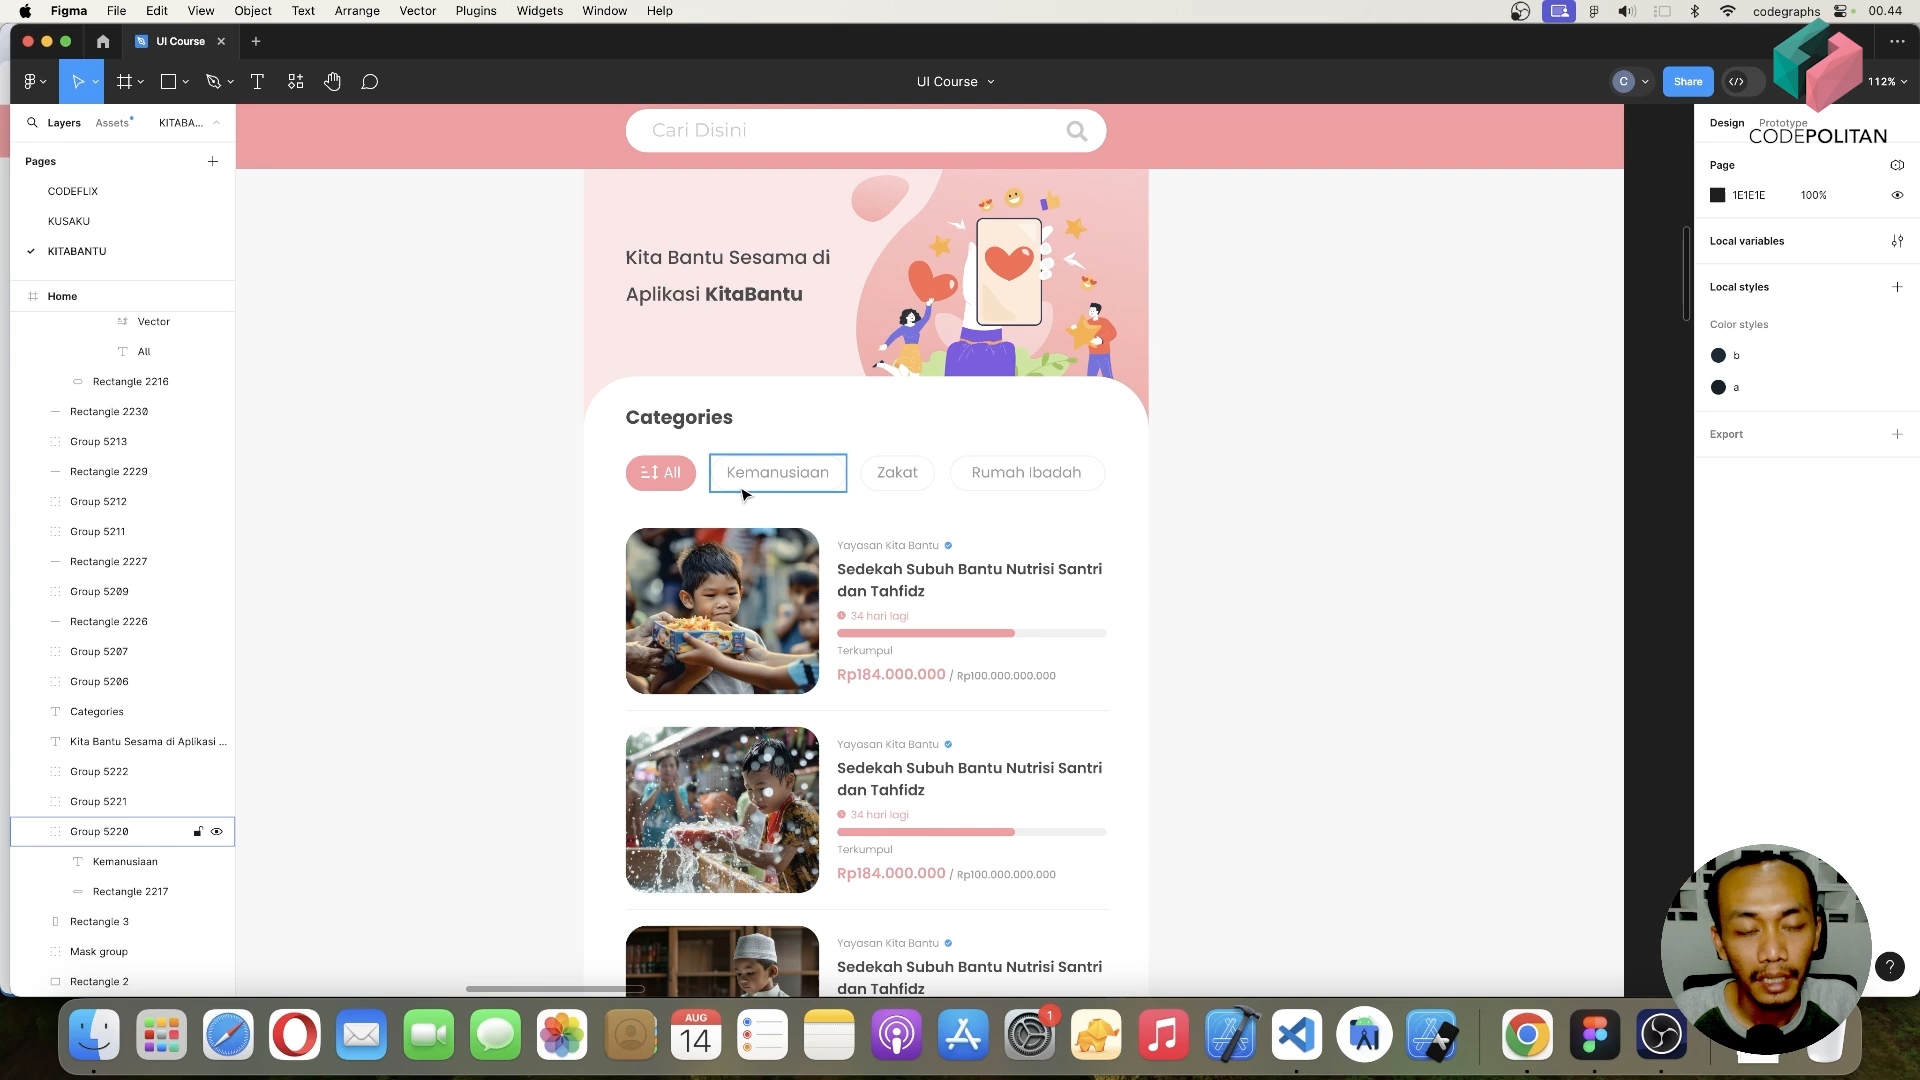 Figma File Edit View Object Text Arrange Vector Plugins Widgets Window Help
codegraphs 00.44
UI Course
UI Course
C Share 112%
Layers Assets KITABA...
Design Prototype
CODEPOLITAN
Pages
CODEFLIX
KUSAKU
KITABANTU
Home
Vector
All
Rectangle 2216
Rectangle 2230
Group 5213
Rectangle 2229
Group 5212
Group 5211
Rectangle 2227
Group 5209
Rectangle 2226
Group 5207
Group 5206
Categories
Kita Bantu Sesama di Aplikasi ...
Group 5222
Group 5221
Group 5220
Kemanusiaan
Rectangle 2217
Rectangle 3
Mask group
Rectangle 2
Cari Disini
Kita Bantu Sesama di
Aplikasi KitaBantu
Categories
All Kemanusiaan Zakat Rumah Ibadah
Yayasan Kita Bantu
Sedekah Subuh Bantu Nutrisi Santri
dan Tahfidz
34 hari lagi
Terkumpul
Rp184.000.000 / Rp100.000.000.000
Yayasan Kita Bantu
Sedekah Subuh Bantu Nutrisi Santri
dan Tahfidz
34 hari lagi
Terkumpul
Rp184.000.000 / Rp100.000.000.000
Yayasan Kita Bantu
Sedekah Subuh Bantu Nutrisi Santri
dan Tahfidz
Page
1E1E1E 100%
Local variables
Local styles
Color styles
b
a
Export
?
AUG
14
1